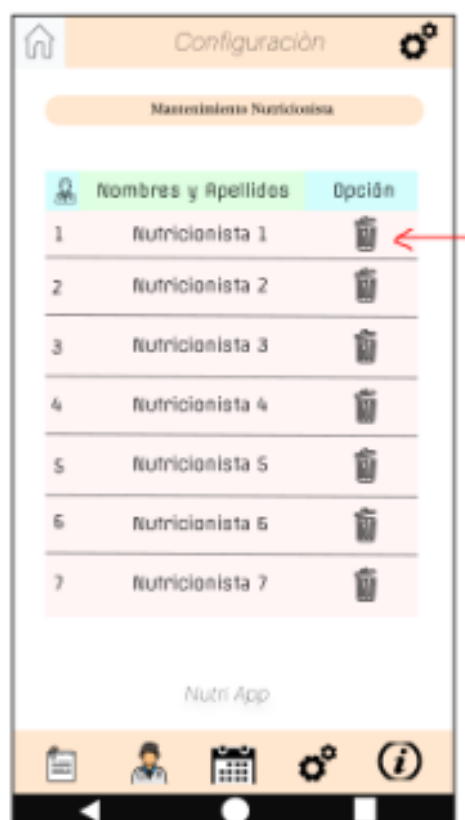 Configuraciòn
Mantenimiento Nutricionista
Nombres y Apellidos Opción
1 Nutricionista 1
2 Nutricionista 2
3 Nutricionista 3
4 Nutricionista 4
5 Nutricionista 5
6 Nutricionista 6
7 Nutricionista 7
Nutri App